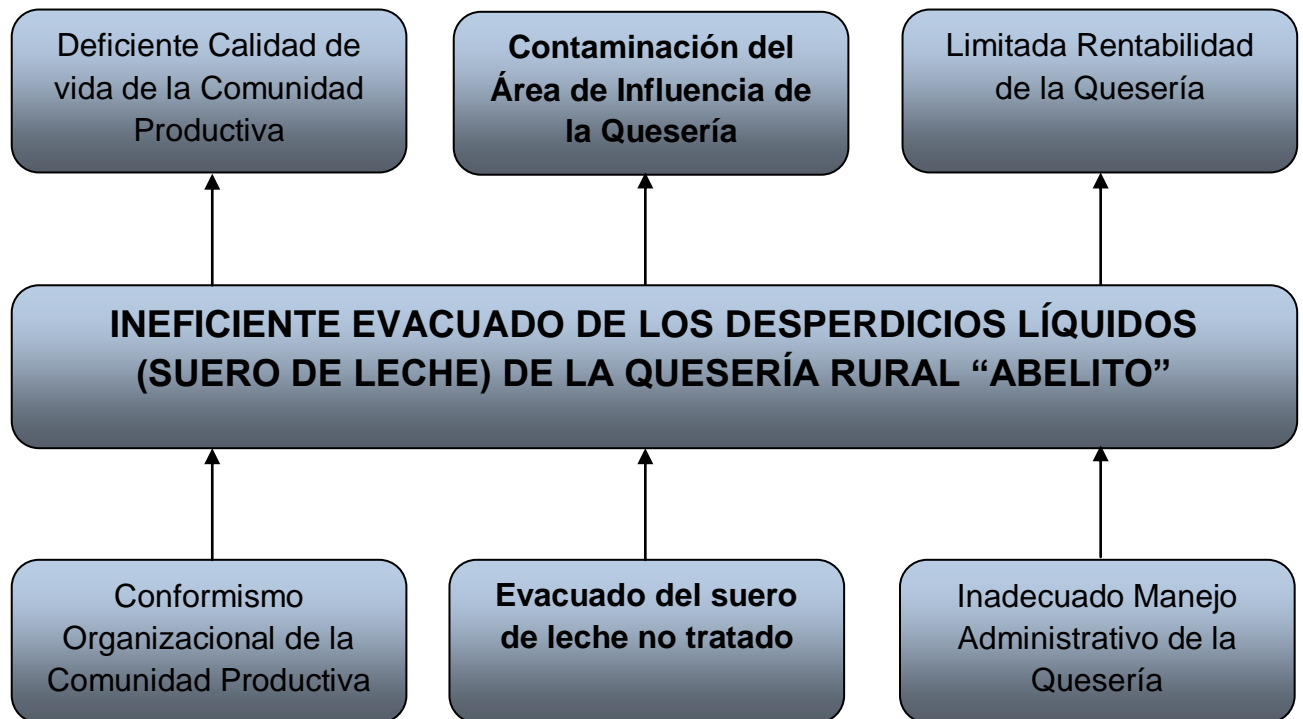 Deficiente Calidad de
vida de la Comunidad
Productiva
Contaminación del
Área de Influencia de
la Quesería
Limitada Rentabilidad
de la Quesería
INEFICIENTE EVACUADO DE LOS DESPERDICIOS LÍQUIDOS
(SUERO DE LECHE) DE LA QUESERÍA RURAL “ABELITO”
Conformismo
Organizacional de la
Comunidad Productiva
Evacuado del suero
de leche no tratado
Inadecuado Manejo
Administrativo de la
Quesería